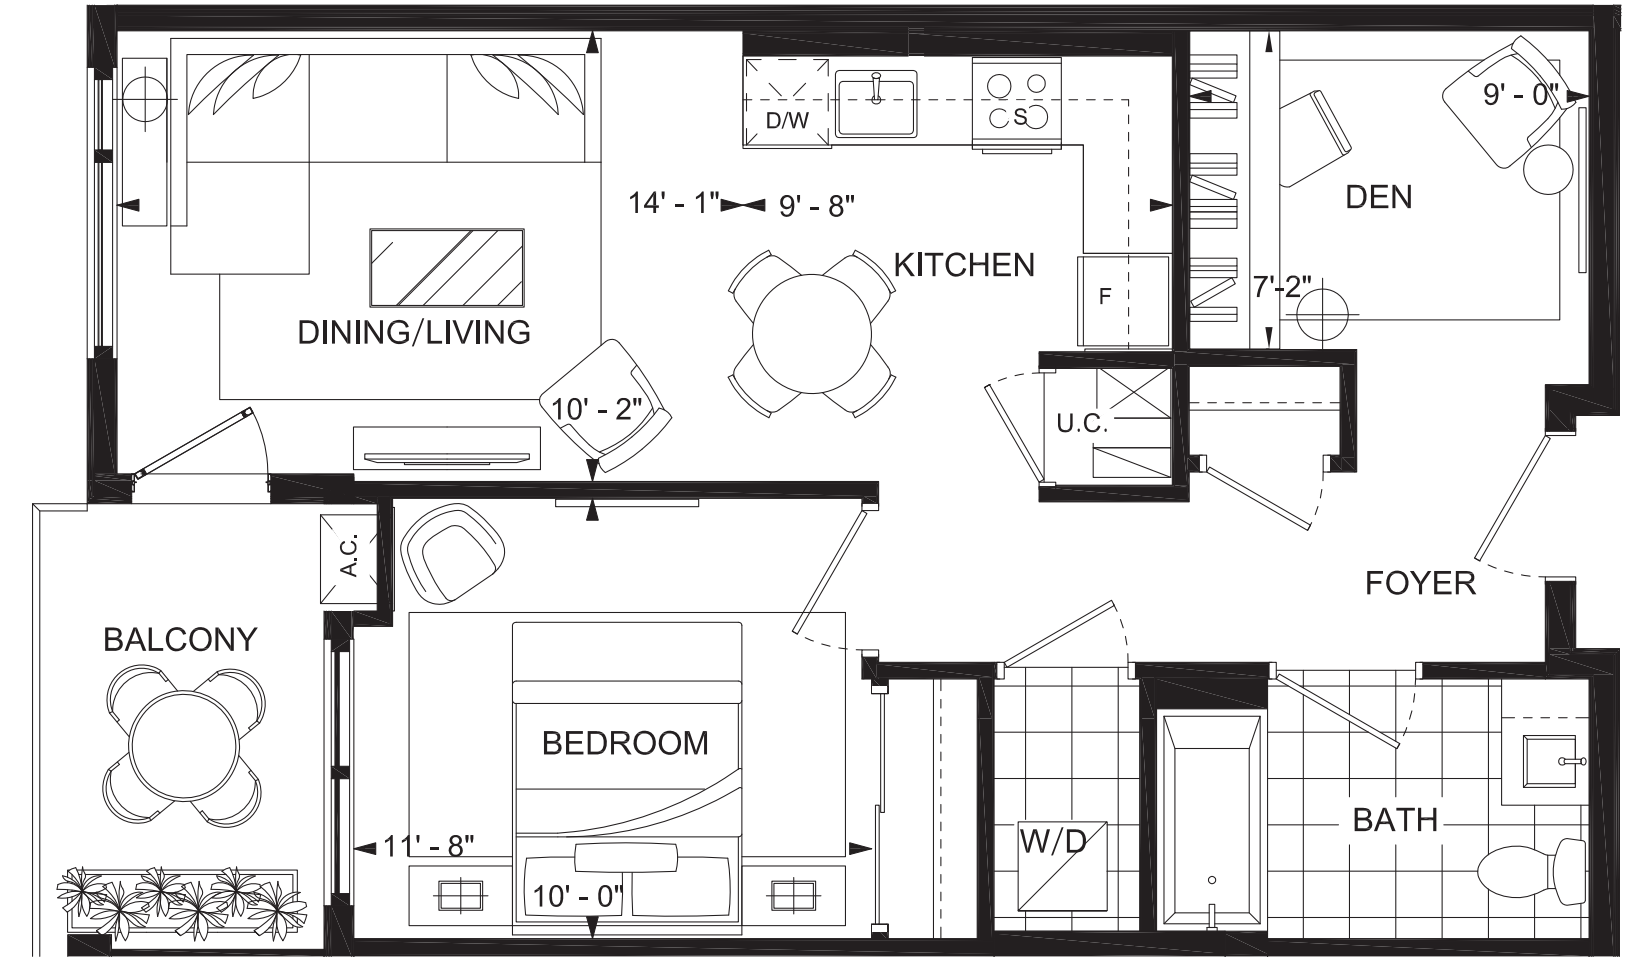 D/W
S
9' - 0"
DEN
14' - 1"
9' - 8"
KITCHEN
F
7'-2"
DINING/LIVING
10' - 2"
U.C.
A.C.
FOYER
BALCONY
BEDROOM
BATH
W/D
11' - 8"
10' - 0"